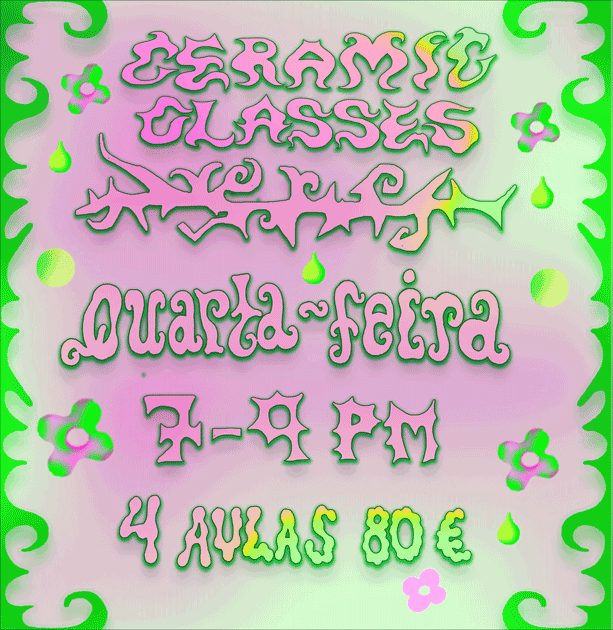 CERAMIC
CLASSES
Quarta-feira
7-9 PM
4 AULAS 80€